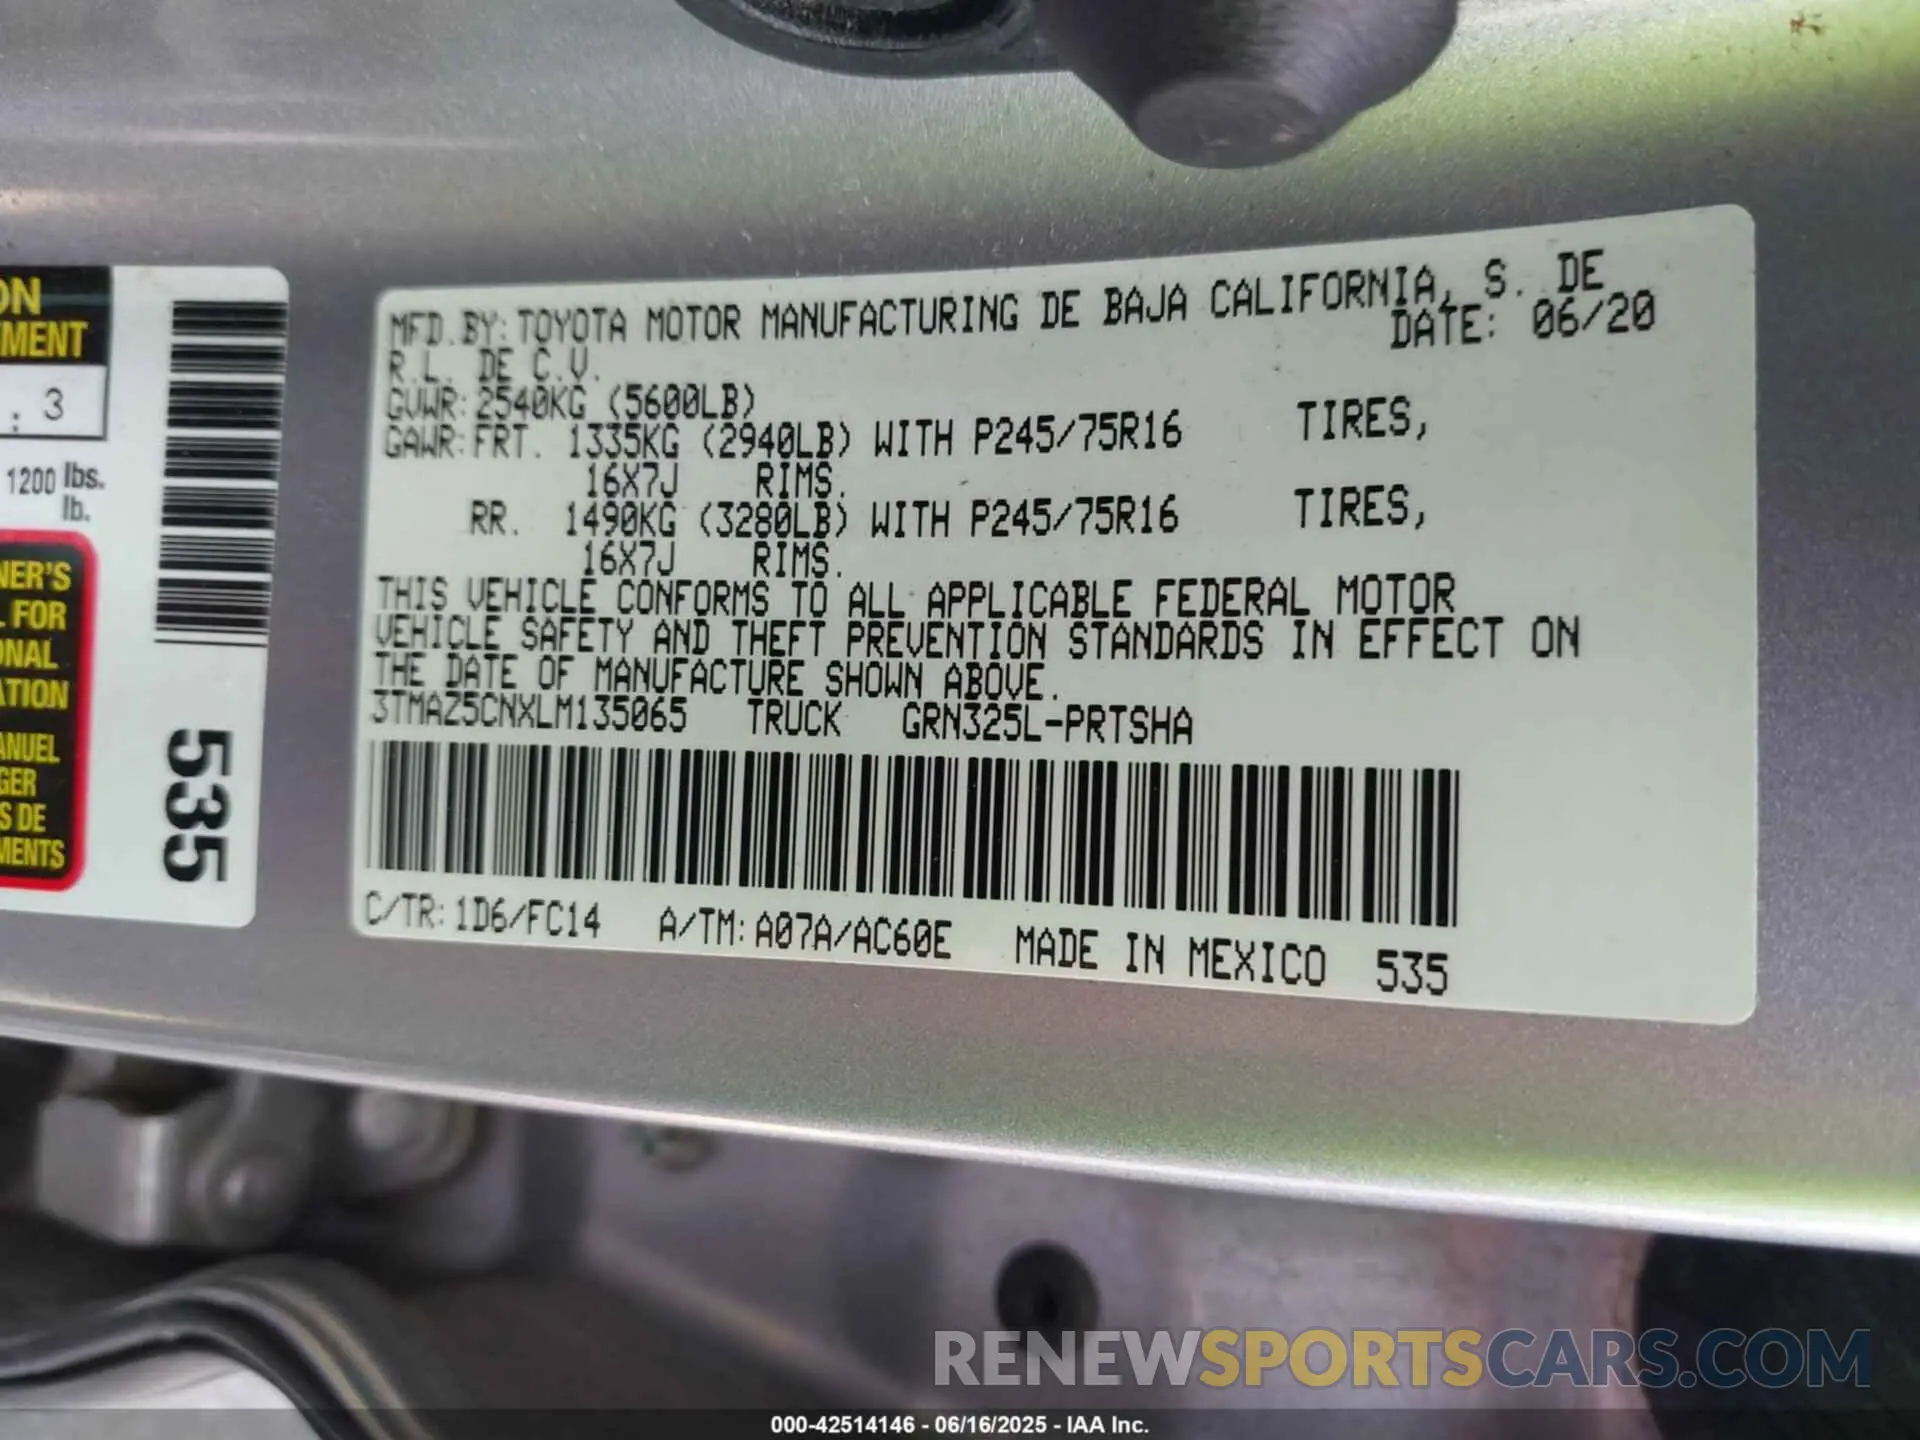 ON
MENT
. 3
1200 lbs.
lb.
NER'S
L FOR
ONAL
ATION
ANUEL
GER
S DE
MENTS
535
MFD.BY:TOYOTA MOTOR MANUFACTURING DE BAJA CALIFORNIA, S. DE
R.L. DE C.V.
DATE: 06/20
GVWR:2540KG (5600LB)
GAWR:FRT. 1335KG (2940LB) WITH P245/75R16 TIRES,
16X7J RIMS.
RR. 1490KG (3280LB) WITH P245/75R16 TIRES,
16X7J RIMS.
THIS VEHICLE CONFORMS TO ALL APPLICABLE FEDERAL MOTOR
VEHICLE SAFETY AND THEFT PREVENTION STANDARDS IN EFFECT ON
THE DATE OF MANUFACTURE SHOWN ABOVE.
3TMAZ5CNXLM135065 TRUCK GRN325L-PRTSHA
C/TR:1D6/FC14 A/TM:A07A/AC60E MADE IN MEXICO 535
RENEWSPORTSCARS.COM
000-42514146 - 06/16/2025 - IAA Inc.